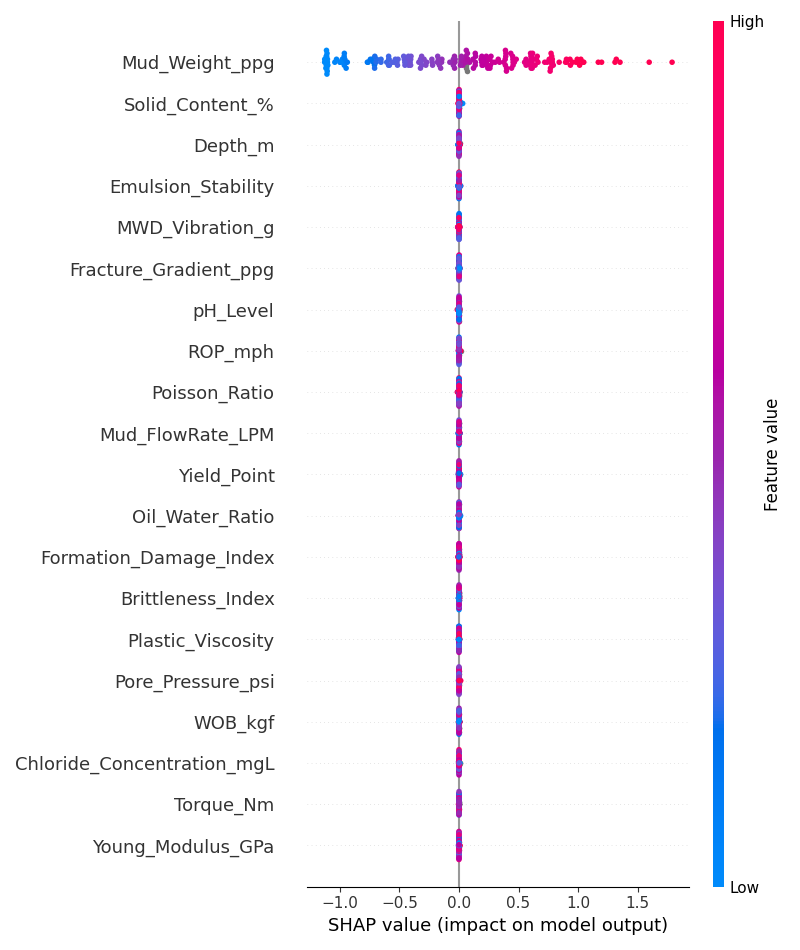 High
Mud_Weight_ppg
Solid_Content_%
Depth_m
Emulsion_Stability
MWD_Vibration_g
Fracture_Gradient_ppg
pH_Level
ROP_mph
Poisson_Ratio
Mud_FlowRate_LPM
Yield_Point
Oil_Water_Ratio
Formation_Damage_Index
Brittleness_Index
Plastic_Viscosity
Pore_Pressure_psi
WOB_kgf
Chloride_Concentration_mgL
Torque_Nm
Young_Modulus_GPa
Feature value
Low
−1.0 −0.5 0.0 0.5 1.0 1.5
SHAP value (impact on model output)